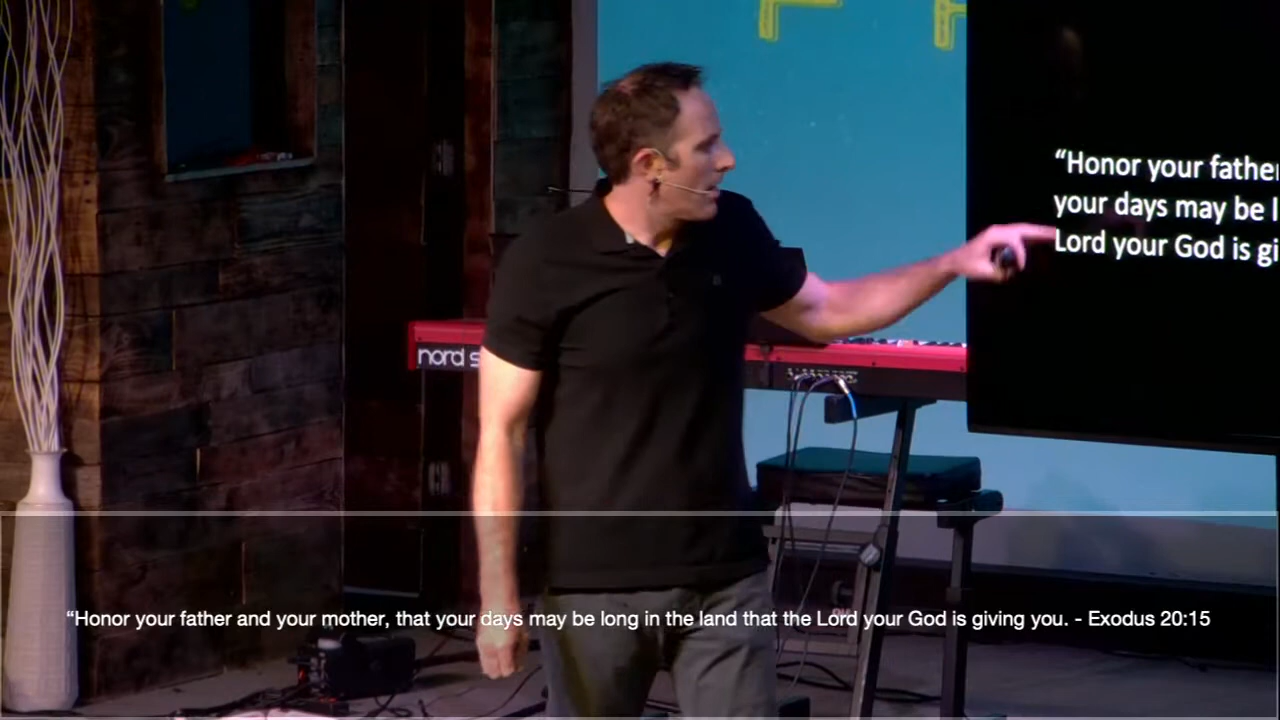 “Honor your father
your days may be l
Lord your God is gi
nord s
“Honor your father and your mother, that your days may be long in the land that the Lord your God is giving you. - Exodus 20:15